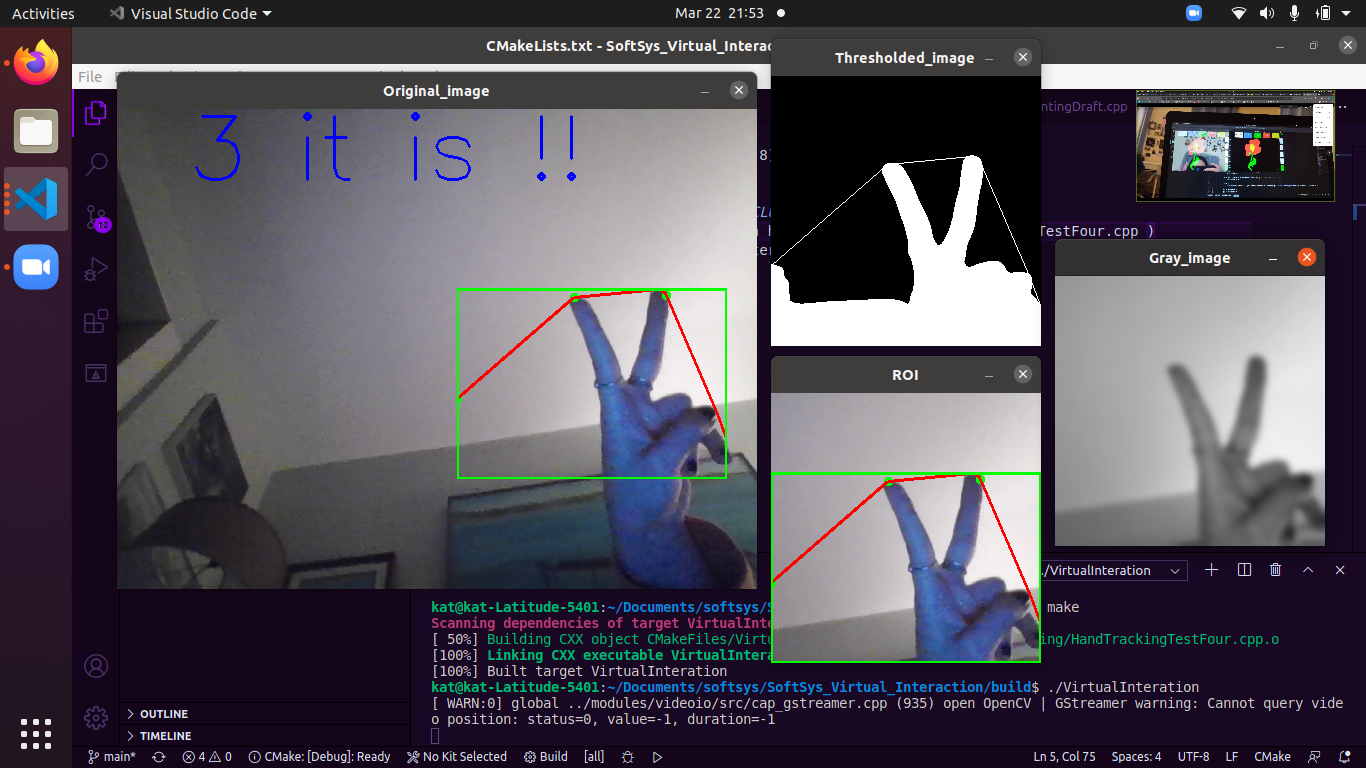 Activities
Visual Studio Code
Mar 22 21:53
CMakeLists.txt - SoftSys_Virtual_Interac
File
Original_image
3 it is !!
Thresholded_image
ntingDraft.cpp
8)
TestFour.cpp )
Gray_image
ROI
12
./VirtualInteration
kat@kat-Latitude-5401:~/Documents/softsys/S make
Scanning dependencies of target VirtualInte
[ 50%] Building CXX object CMakeFiles/Virtu ing/HandTrackingTestFour.cpp.o
[100%] Linking CXX executable VirtualIntera
[100%] Built target VirtualInteration
kat@kat-Latitude-5401:~/Documents/softsys/SoftSys_Virtual_Interaction/build$ ./VirtualInteration
[ WARN:0] global ../modules/videoio/src/cap_gstreamer.cpp (935) open OpenCV | GStreamer warning: Cannot query vide
o position: status=0, value=-1, duration=-1
OUTLINE
TIMELINE
main* 4 0 CMake: [Debug]: Ready No Kit Selected Build [all] Ln 5, Col 75 Spaces: 4 UTF-8 LF CMake